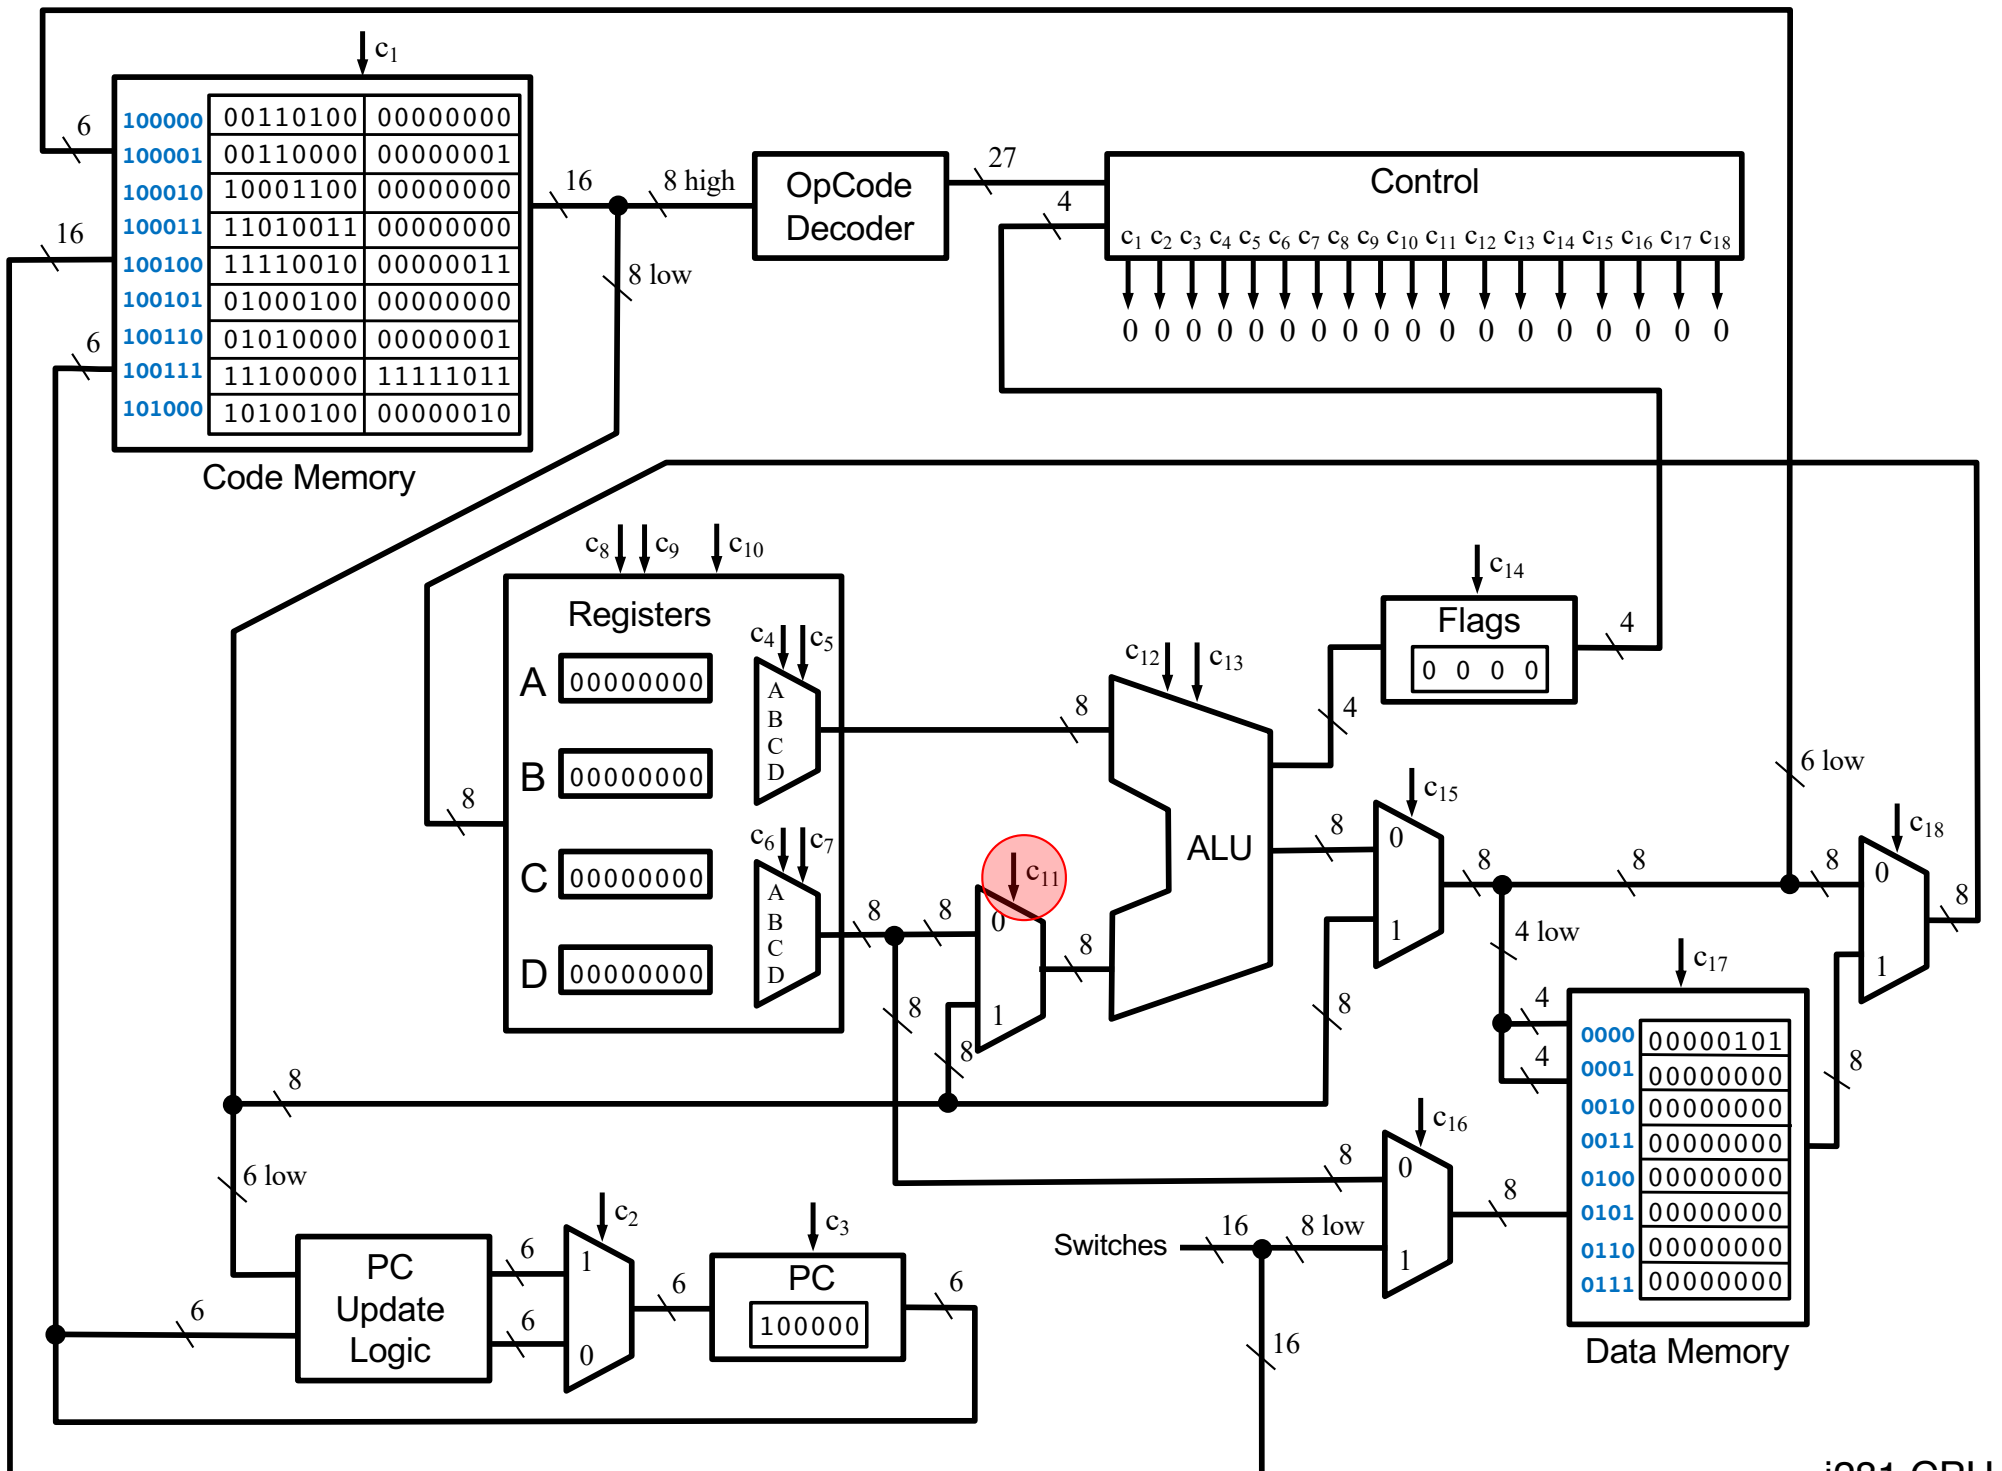 c1
100000 00110100 00000000
100001 00110000 00000001
100010 10001100 00000000
100011 11010011 00000000
100100 11110010 00000011
100101 01000100 00000000
100110 01010000 00000001
100111 11100000 11111011
101000 10100100 00000010
Code Memory
6
16
6
16
8 high
8 low
OpCode
Decoder
27
4
Control
c1 c2 c3 c4 c5 c6 c7 c8 c9 c10 c11 c12 c13 c14 c15 c16 c17 c18
0 0 0 0 0 0 0 0 0 0 0 0 0 0 0 0 0 0
c8 c9 c10
Registers
A 00000000
B 00000000
C 00000000
D 00000000
c4 c5
A
B
C
D
c6 c7
A
B
C
D
8
8
8
8
8
c11
0
1
8
8
8
c12 c13
ALU
4
8
c14
Flags
0 0 0 0
4
c15
0
1
8
8
8
8
6 low
4 low
4
4
c18
0
1
8
8
c17
0000 00000101
0001 00000000
0010 00000000
0011 00000000
0100 00000000
0101 00000000
0110 00000000
0111 00000000
Data Memory
c16
0
1
8
8
Switches
16
8 low
16
6 low
6
PC
Update
Logic
6
6
c2
1
0
6
c3
PC
100000
6